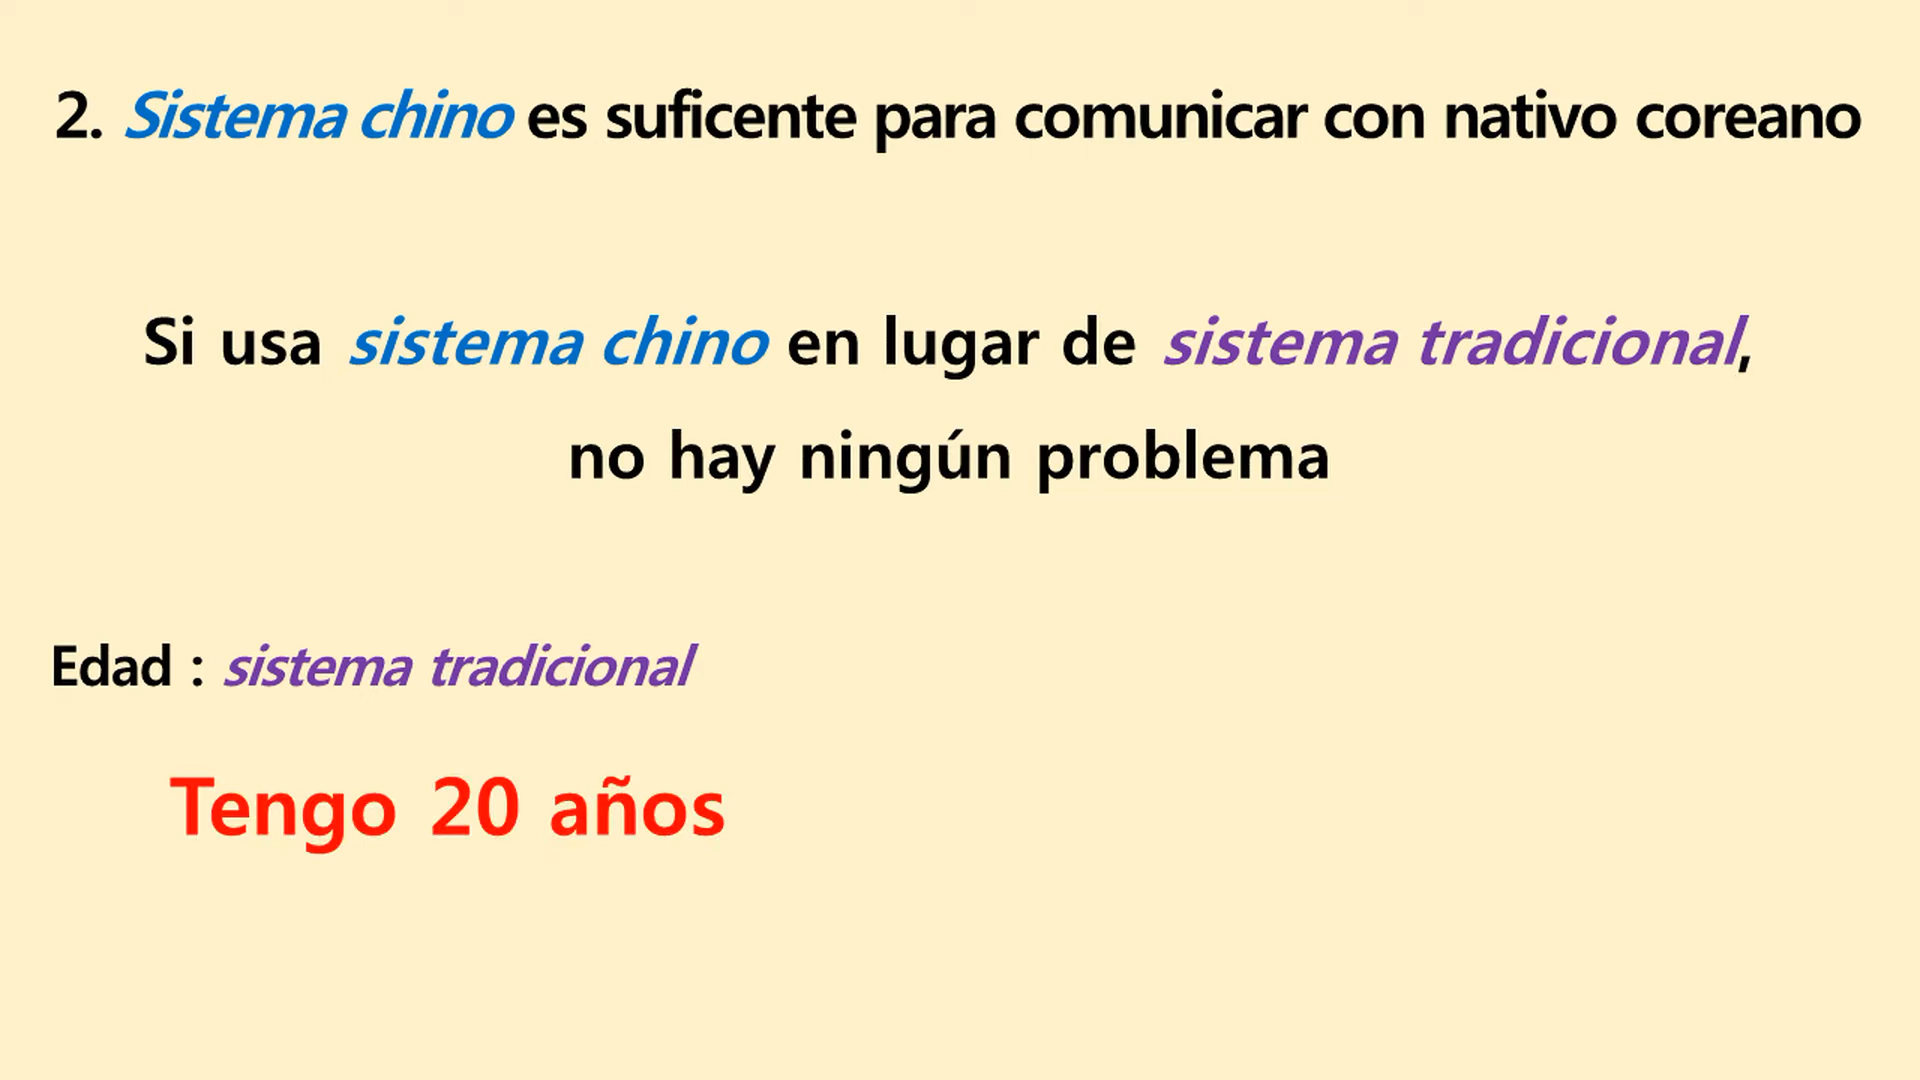 2. Sistema chino es suficente para comunicar con nativo coreano
Si usa sistema chino en lugar de sistema tradicional,
no hay ningún problema
Edad : sistema tradicional
Tengo 20 años